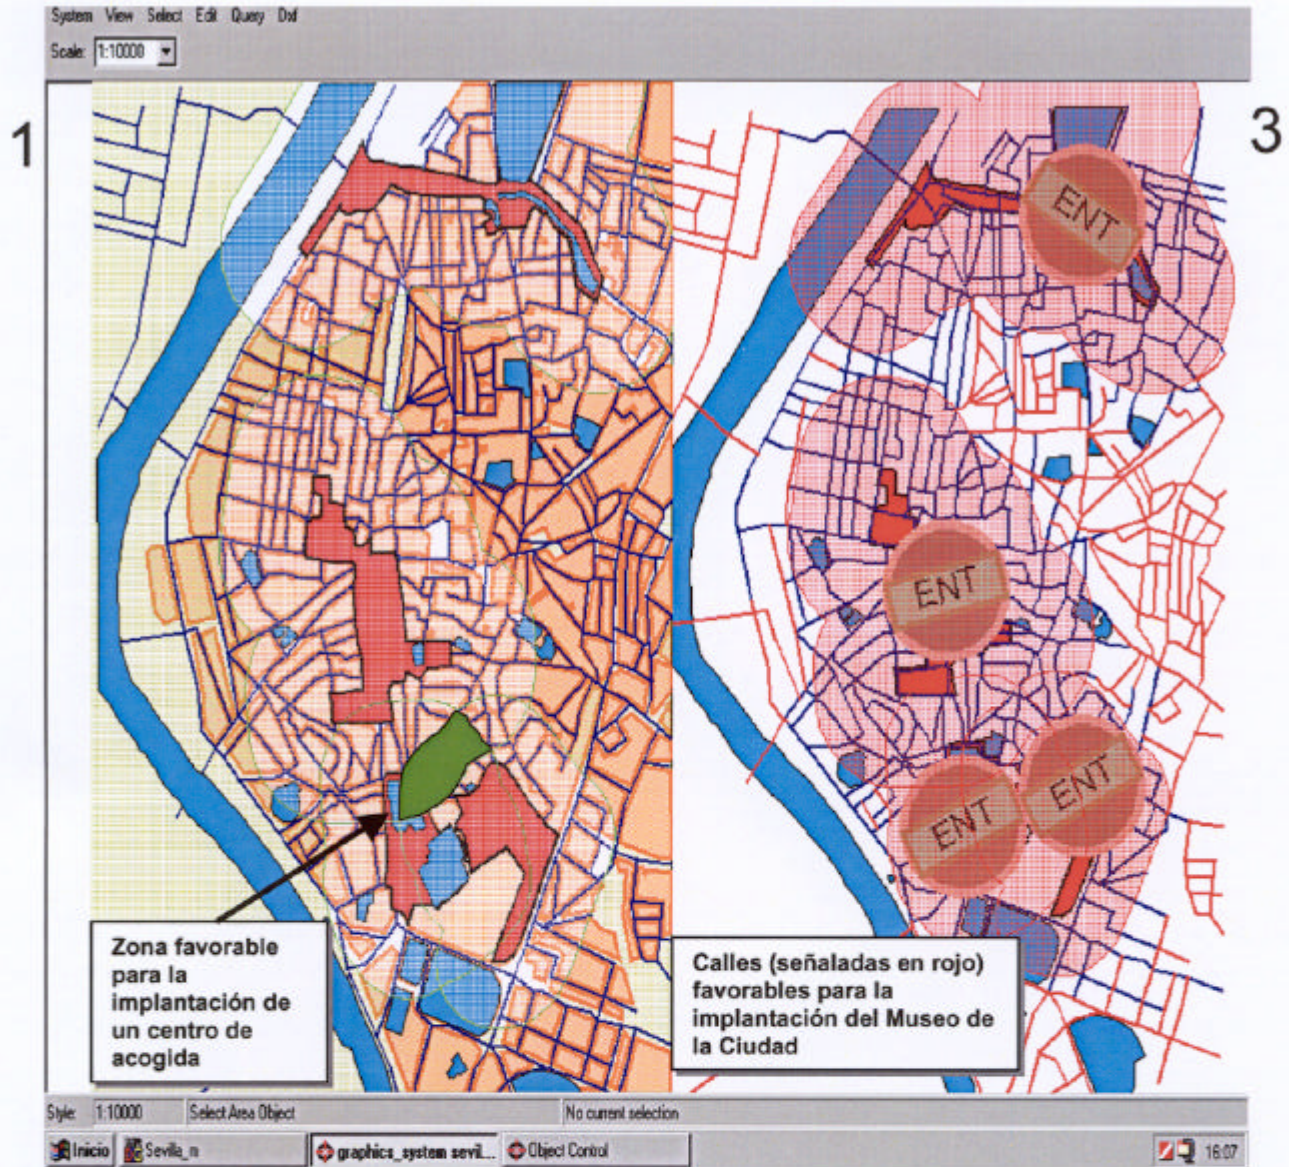 System View Select Edit Query Dxf
Scale: 1:10000
1
3
ENT
ENT
ENT
ENT
Zona favorable
para la
implantación de
un centro de
acogida
Calles (señaladas en rojo)
favorables para la
implantación del Museo de
la Ciudad
Style: 1:10000 Select Area Object No current selection
Inicio Sevilla_m graphics_system sevil... Object Control 16:07